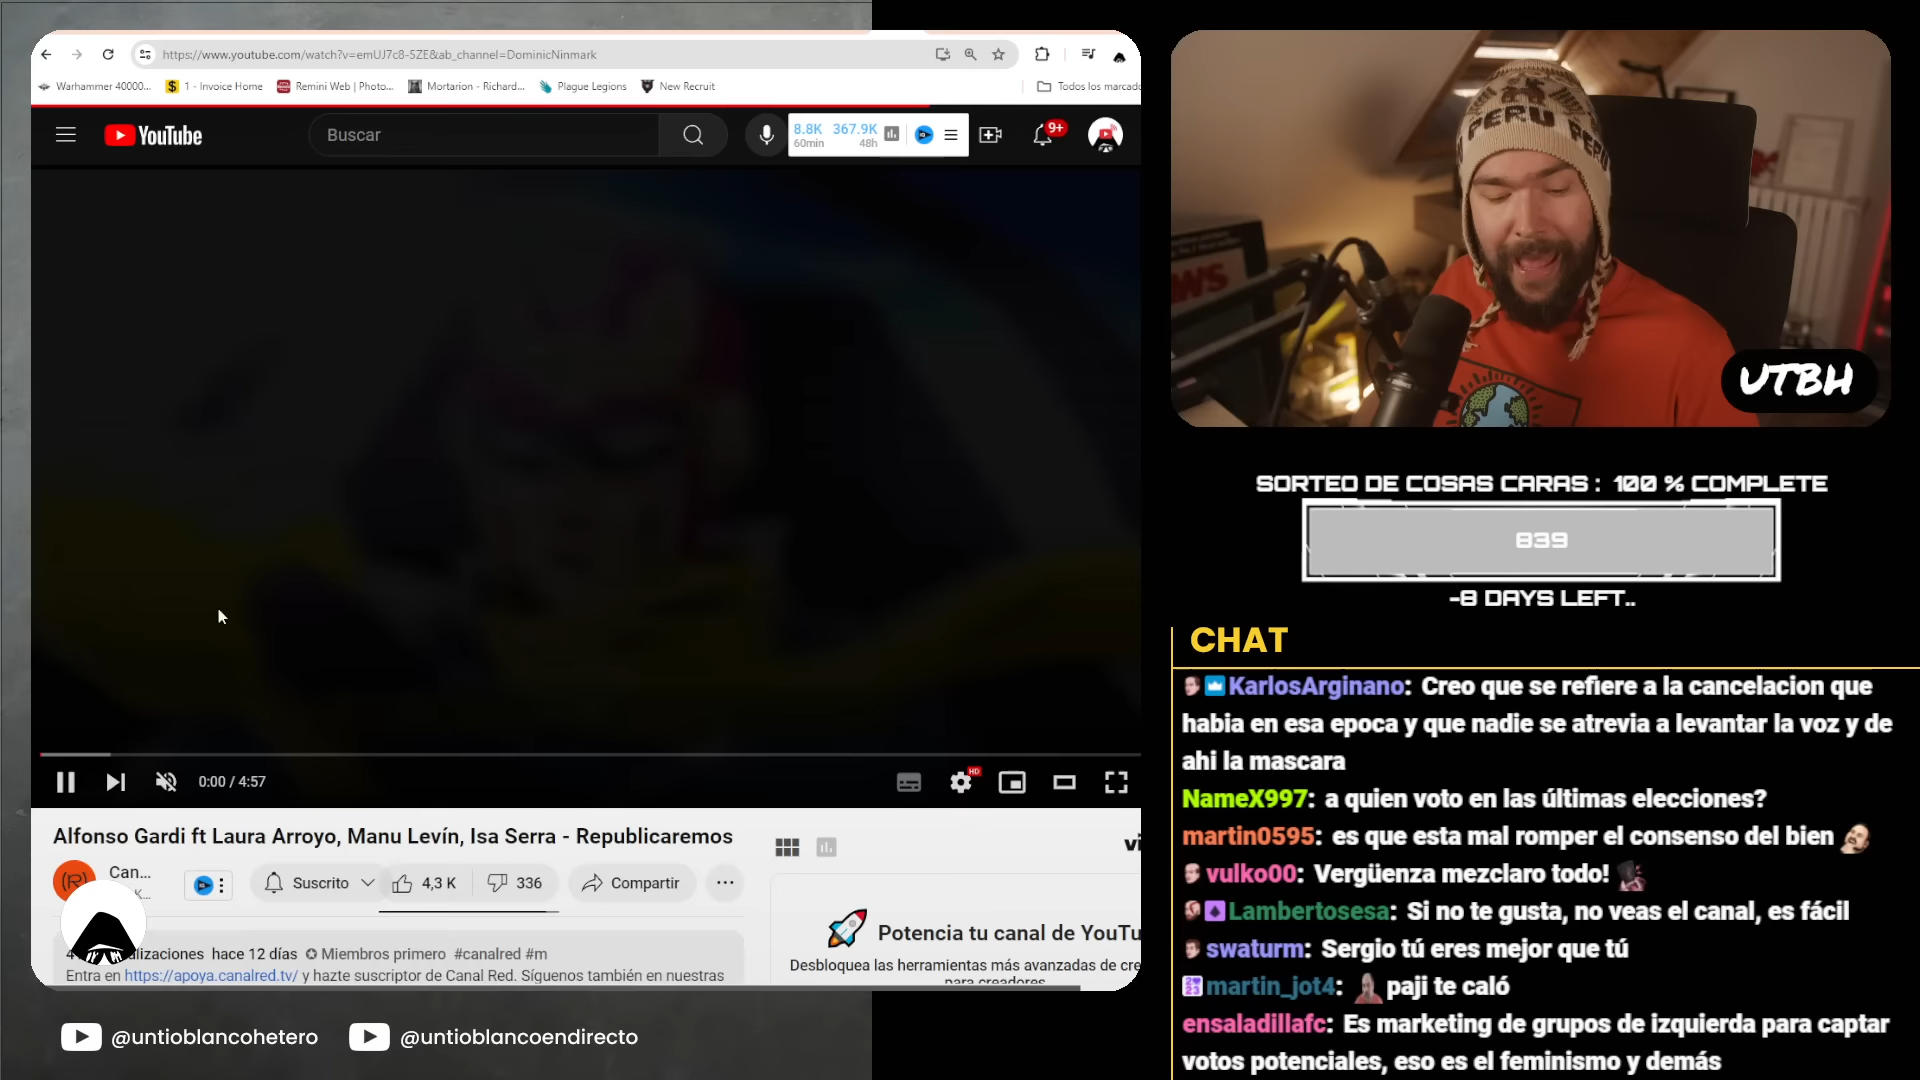 https://www.youtube.com/watch?v=emUJ7c8-5ZE&ab_channel=DominicNinmark
Warhammer 40000...
1 - Invoice Home
Remini Web | Photo...
Mortarion - Richard...
Plague Legions
New Recruit
Todos los marcado
YouTube
Buscar
8.8K 367.9K
60min 48h
9+
0:00 / 4:57
HD
Alfonso Gardi ft Laura Arroyo, Manu Levín, Isa Serra - Republicaremos
Can...
Suscrito
4,3 K
336
Compartir
...
lizaciones hace 12 días Miembros primero #canalred #m
Entra en https://apoya.canalred.tv/ y hazte suscriptor de Canal Red. Síguenos también en nuestras
Potencia tu canal de YouTu
Desbloquea las herramientas más avanzadas de cre
para creadores
@untioblancohetero
@untioblancoendirecto
PERU PERU
UTBH
SORTEO DE COSAS CARAS : 100 % COMPLETE
839
-8 DAYS LEFT..
CHAT
KarlosArginano: Creo que se refiere a la cancelacion que
habia en esa epoca y que nadie se atrevia a levantar la voz y de
ahi la mascara
NameX997: a quien voto en las últimas elecciones?
martin0595: es que esta mal romper el consenso del bien
vulko00: Vergüenza mezclaro todo!
Lambertosesa: Si no te gusta, no veas el canal, es fácil
swaturm: Sergio tú eres mejor que tú
martin_jot4: paji te caló
ensaladillafc: Es marketing de grupos de izquierda para captar
votos potenciales, eso es el feminismo y demás